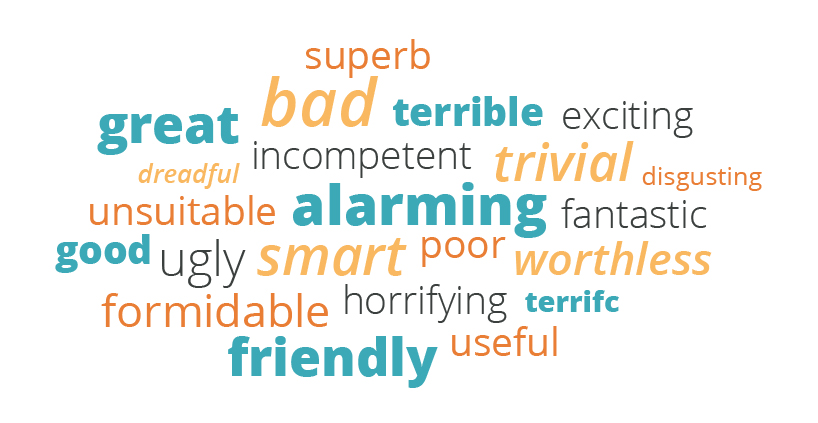 superb
great bad terrible exciting
dreadful incompetent trivial disgusting
unsuitable alarming fantastic
good ugly smart poor worthless
formidable horrifying terrifc
friendly useful